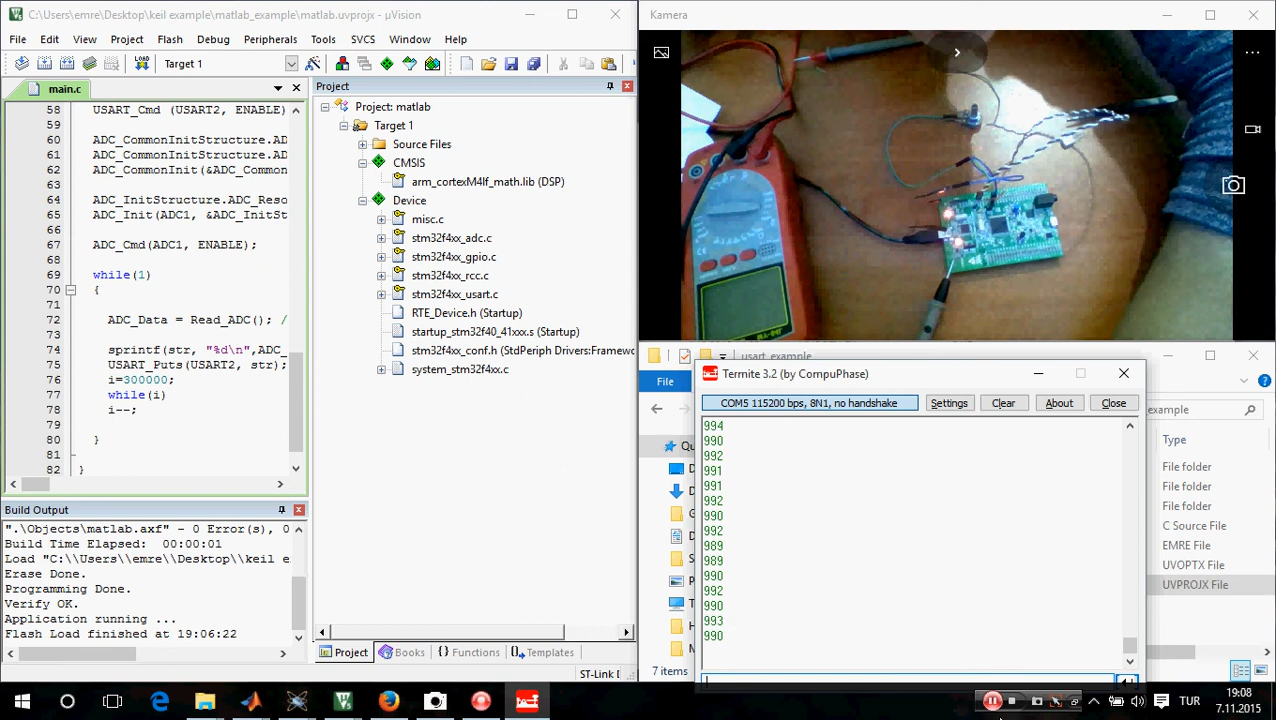 C:\Users\emre\Desktop\keil example\matlab_example\matlab.uvprojx - µVision
File Edit View Project Flash Debug Peripherals Tools SVCS Window Help
LOAD Target 1
main.c
58 USART_Cmd (USART2, ENABLE)
59
60 ADC_CommonInitStructure.AD
61 ADC_CommonInitStructure.AD
62 ADC_CommonInit(&ADC_Common
63
64 ADC_InitStructure.ADC_Reso
65 ADC_Init(ADC1, &ADC_InitSt
66
67 ADC_Cmd(ADC1, ENABLE);
68
69 while(1)
70 {
71
72 ADC_Data = Read_ADC(); /
73
74 sprintf(str, "%d\n",ADC_
75 USART_Puts(USART2, str);
76 i=300000;
77 while(i)
78 i--;
79
80 }
81
82 }
Project
Project: matlab
Target 1
Source Files
CMSIS
arm_cortexM4lf_math.lib (DSP)
Device
misc.c
stm32f4xx_adc.c
stm32f4xx_gpio.c
stm32f4xx_rcc.c
stm32f4xx_usart.c
RTE_Device.h (Startup)
startup_stm32f40_41xxx.s (Startup)
stm32f4xx_conf.h (StdPeriph Drivers:Framewo
system_stm32f4xx.c
Project Books Functions Templates
Build Output
".\Objects\matlab.axf" - 0 Error(s), 0
Build Time Elapsed: 00:00:01
Load "C:\\Users\\emre\\Desktop\\keil e
Erase Done.
Programming Done.
Verify OK.
Application running ...
Flash Load finished at 19:06:22
ST-Link
Kamera
usart_example
File
example
Qu
Type
File folder
File folder
File folder
C Source File
EMRE File
UVOPTX File
UVPROJX File
7 items
Termite 3.2 (by CompuPhase)
COM5 115200 bps, 8N1, no handshake Settings Clear About Close
994
990
992
991
991
992
990
992
989
989
990
992
990
993
990
TUR
19:08
7.11.2015